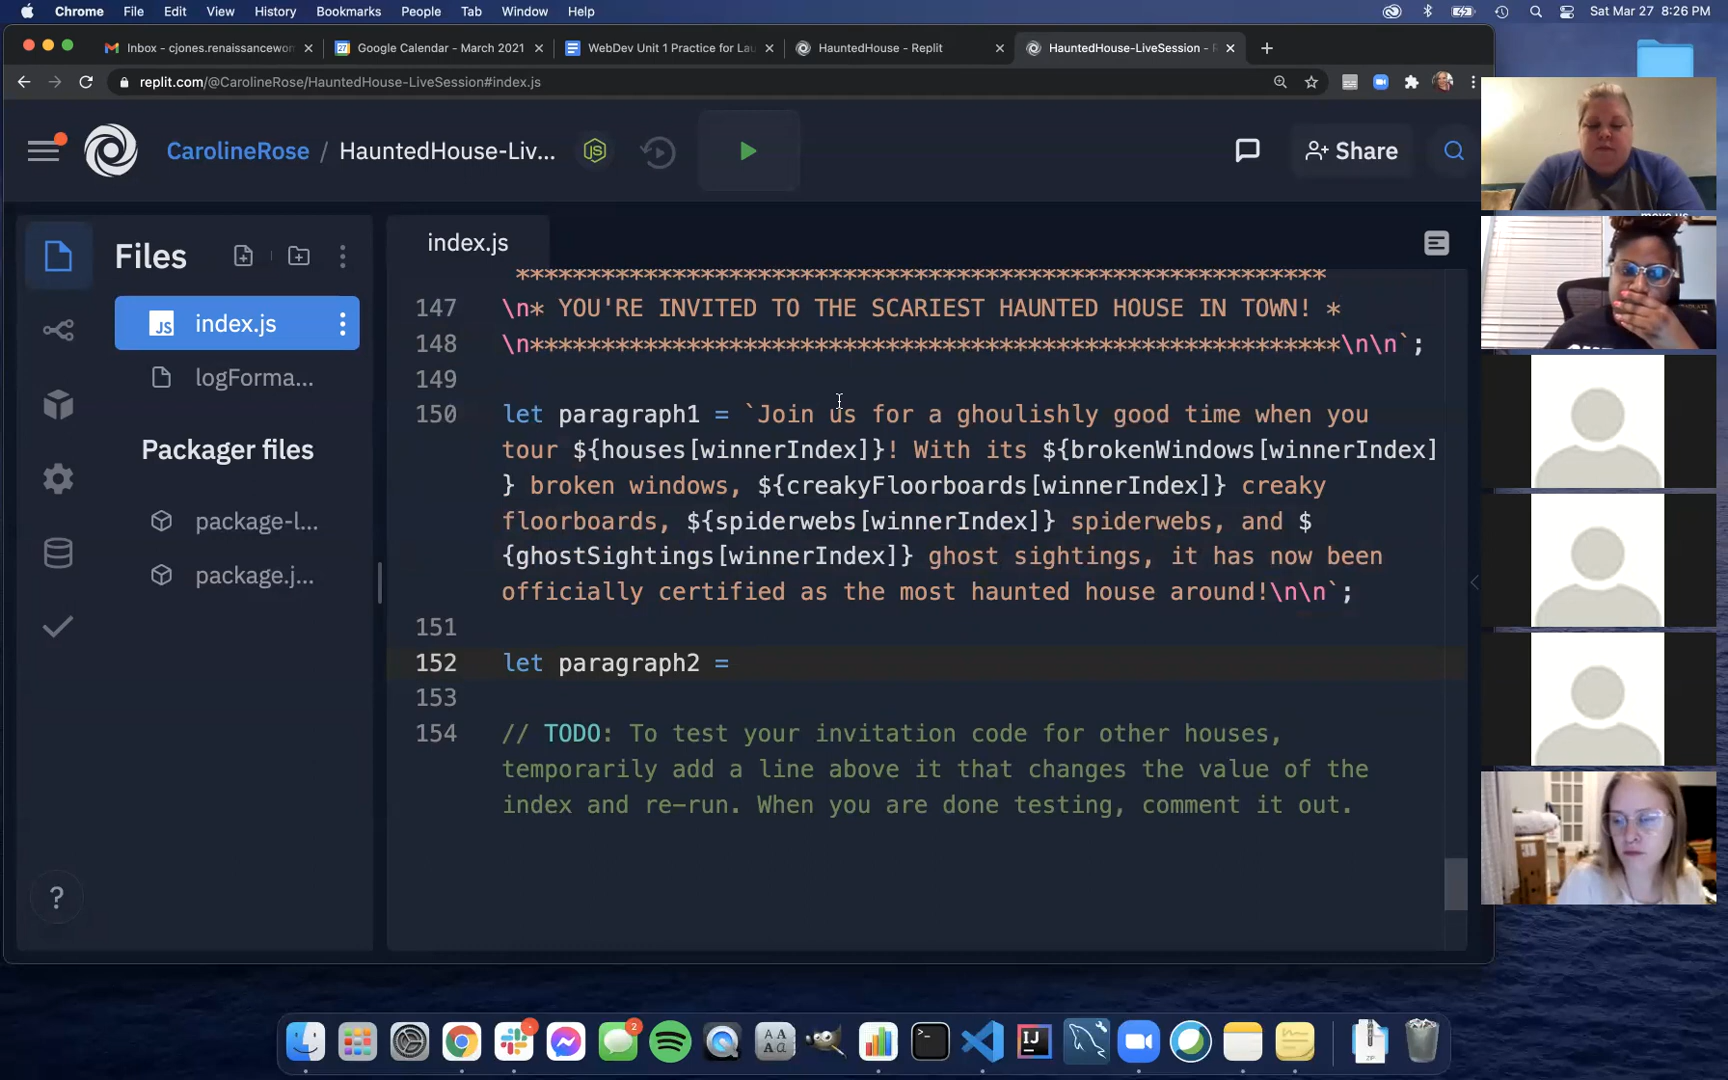 Chrome File Edit View History Bookmarks People Tab Window Help Sat Mar 27 8:26 PM
Inbox - cjones.renaissancewon
27 Google Calendar - March 2021
WebDev Unit 1 Practice for Lau
HauntedHouse - Replit
HauntedHouse-LiveSession - R
replit.com/@CarolineRose/HauntedHouse-LiveSession#index.js
CarolineRose / HauntedHouse-Liv... JS
Share
Files
index.js
JS index.js
logForma...
Packager files
package-l...
package.j...
?
************************************************************
147 \n* YOU'RE INVITED TO THE SCARIEST HAUNTED HOUSE IN TOWN! *
148 \n*********************************************************\n\n`;
149
150 let paragraph1 = `Join us for a ghoulishly good time when you
tour ${houses[winnerIndex]}! With its ${brokenWindows[winnerIndex]
} broken windows, ${creakyFloorboards[winnerIndex]} creaky
floorboards, ${spiderwebs[winnerIndex]} spiderwebs, and $
{ghostSightings[winnerIndex]} ghost sightings, it has now been
officially certified as the most haunted house around!\n\n`;
151
152 let paragraph2 =
153
154 // TODO: To test your invitation code for other houses,
temporarily add a line above it that changes the value of the
index and re-run. When you are done testing, comment it out.
2
IJ
ZIP